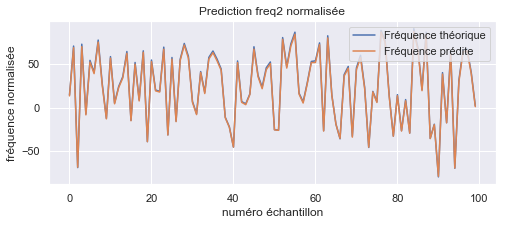 Prediction freq2 normalisée
Fréquence théorique
Fréquence prédite
fréquence normalisée
50
0
−50
0
20
40
60
80
100
numéro échantillon